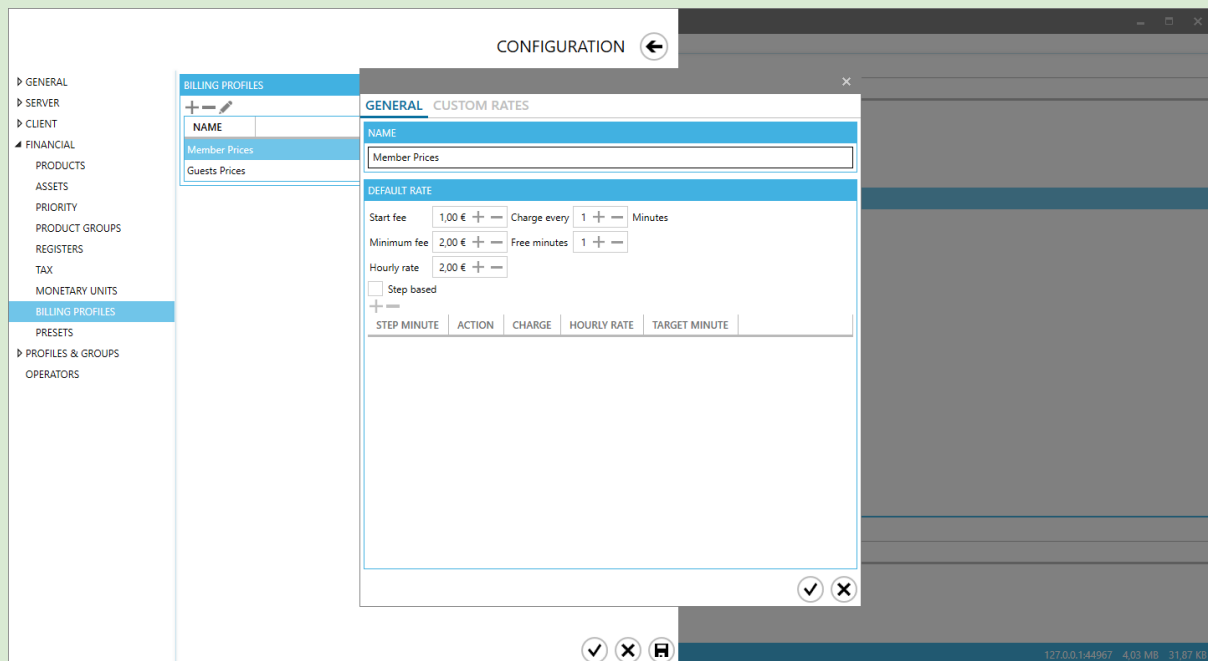 CONFIGURATION
GENERAL
SERVER
CLIENT
FINANCIAL
PRODUCTS
ASSETS
PRIORITY
PRODUCT GROUPS
REGISTERS
TAX
MONETARY UNITS
BILLING PROFILES
PRESETS
PROFILES & GROUPS
OPERATORS
BILLING PROFILES
NAME
Member Prices
Guests Prices
GENERAL CUSTOM RATES
NAME
Member Prices
DEFAULT RATE
Start fee 1,00 € Charge every 1 Minutes
Minimum fee 2,00 € Free minutes 1
Hourly rate 2,00 €
Step based
STEP MINUTE ACTION CHARGE HOURLY RATE TARGET MINUTE
127.0.0.1:44967 4,03 MB 31,87 KB